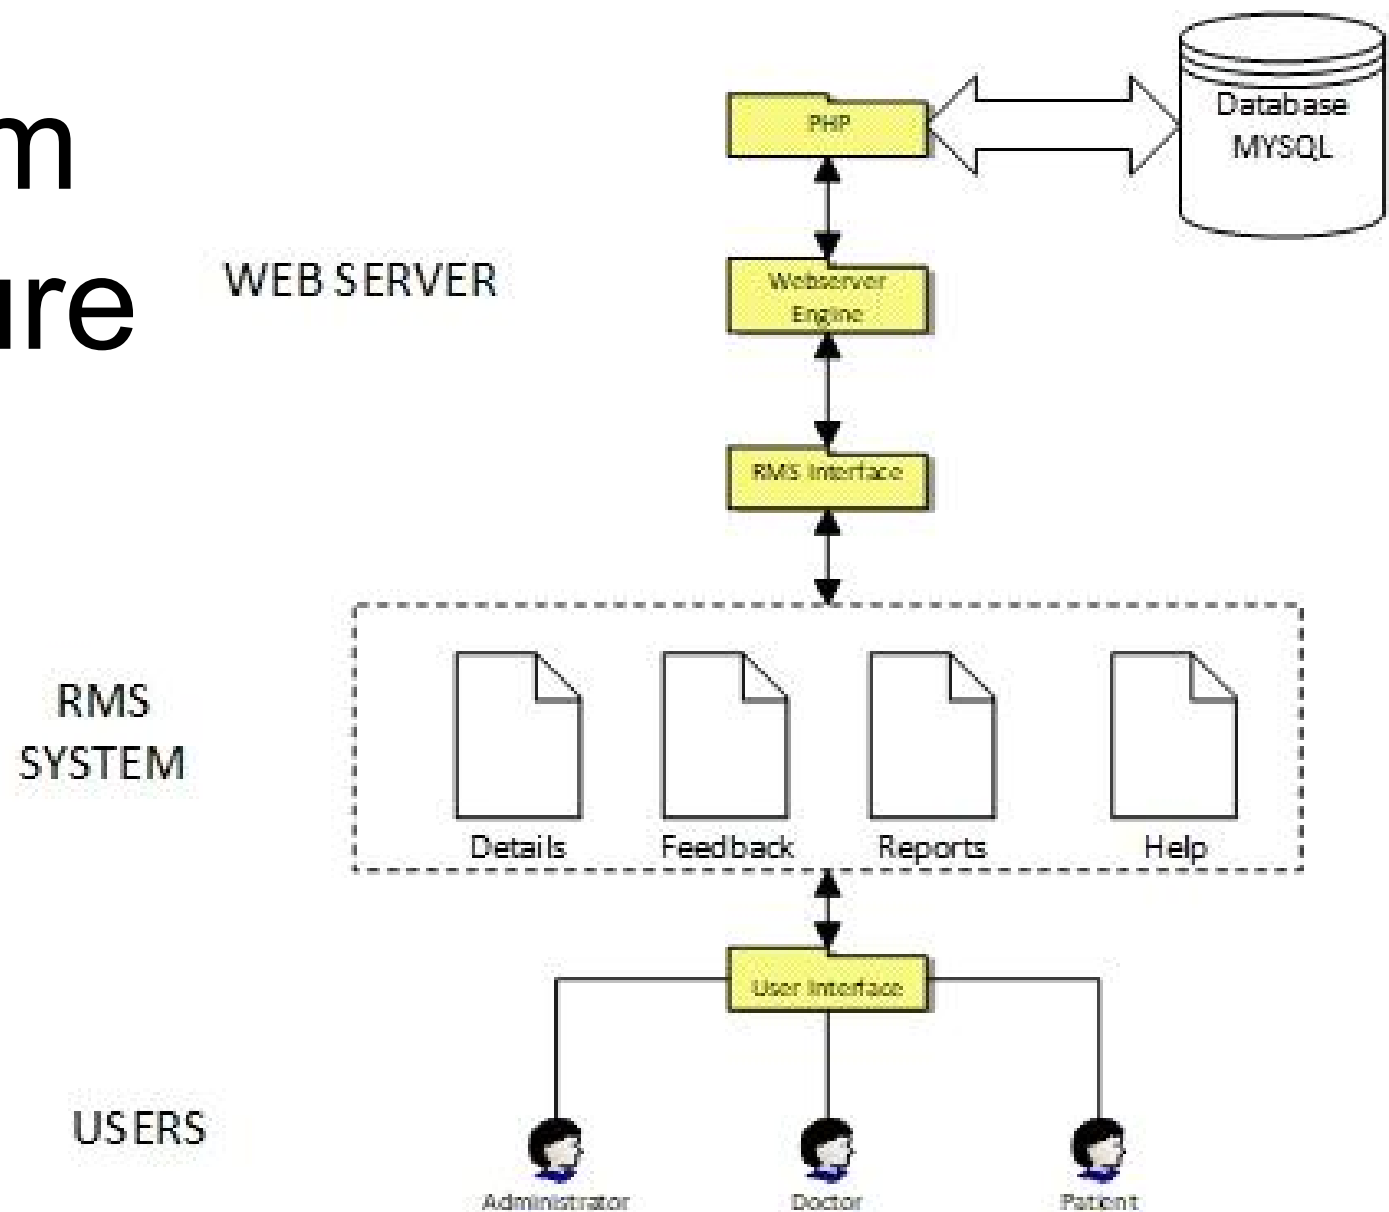 m
ure
PHP
Database
MYSQL
WEB SERVER
Webserver
Engine
RMS Interface
RMS
SYSTEM
Details
Feedback
Reports
Help
User Interface
USERS
Administrator
Doctor
Patient